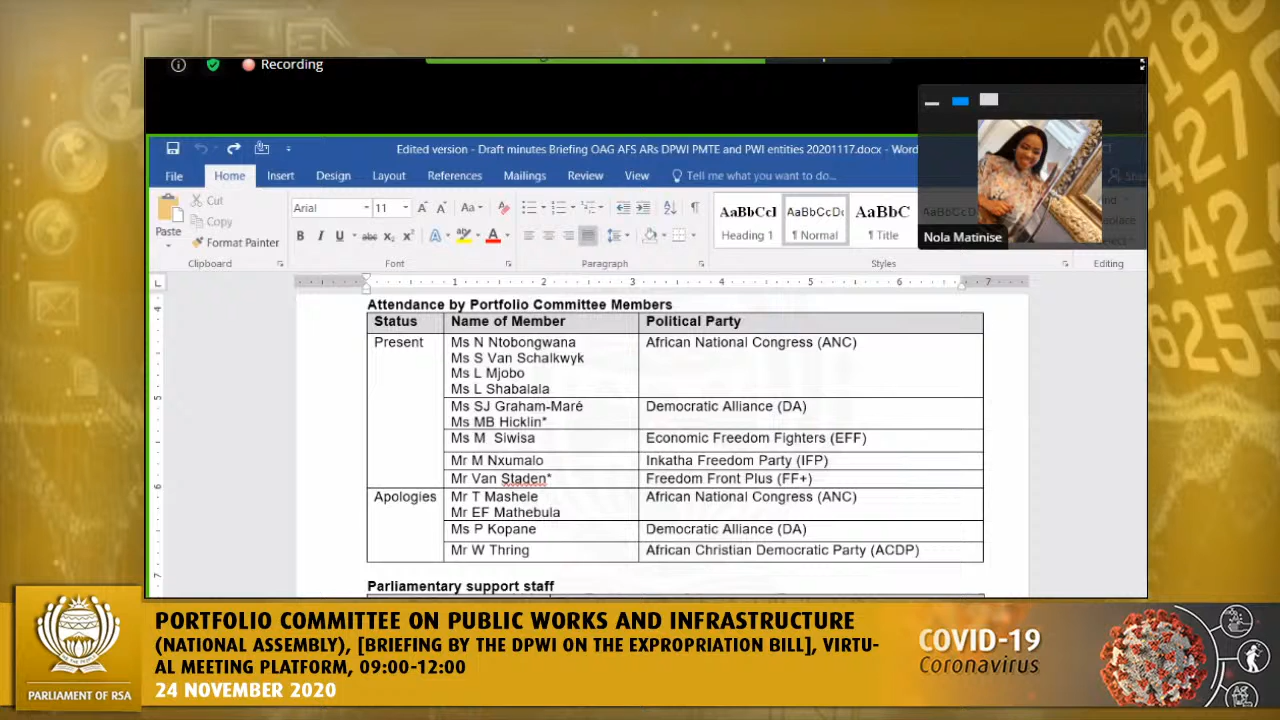 Recording
Edited version - Draft minutes Briefing OAG AFS ARs DPWI PMTE and PWI entities 20201117.docx - Word
File Home Insert Design Layout References Mailings Review View Tell me what you want to do...
Cut
Copy
Paste
Format Painter
Arial 11
AaBbCcI AaBbCcDc AaBbC
Heading 1 ¶ Normal ¶ Title
Clipboard Font Paragraph Styles Editing
Nola Matinise
1 2 3 4 5 6 7
Attendance by Portfolio Committee Members
Status Name of Member Political Party
Present Ms N Ntobongwana African National Congress (ANC)
Ms S Van Schalkwyk
Ms L Mjobo
Ms L Shabalala
Ms SJ Graham-Maré Democratic Alliance (DA)
Ms MB Hicklin*
Ms M Siwisa Economic Freedom Fighters (EFF)
Mr M Nxumalo Inkatha Freedom Party (IFP)
Mr Van Staden* Freedom Front Plus (FF+)
Apologies Mr T Mashele African National Congress (ANC)
Mr EF Mathebula
Ms P Kopane Democratic Alliance (DA)
Mr W Thring African Christian Democratic Party (ACDP)
Parliamentary support staff
PARLIAMENT OF RSA
PORTFOLIO COMMITTEE ON PUBLIC WORKS AND INFRASTRUCTURE
(NATIONAL ASSEMBLY), [BRIEFING BY THE DPWI ON THE EXPROPRIATION BILL], VIRTU-
AL MEETING PLATFORM, 09:00-12:00
24 NOVEMBER 2020
COVID-19
Coronavirus